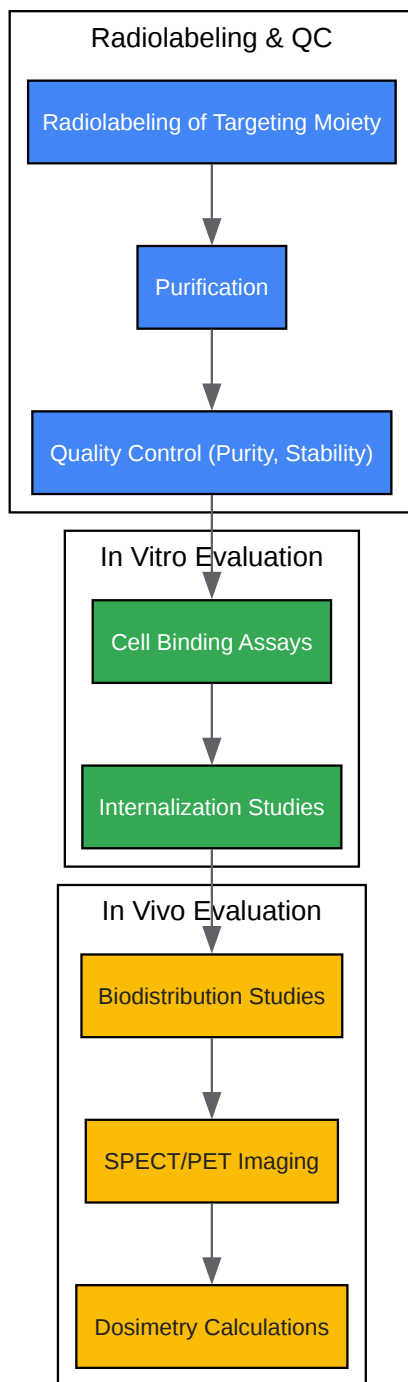 Radiolabeling & QC
Radiolabeling of Targeting Moiety
Purification
Quality Control (Purity, Stability)
In Vitro Evaluation
Cell Binding Assays
Internalization Studies
In Vivo Evaluation
Biodistribution Studies
SPECT/PET Imaging
Dosimetry Calculations